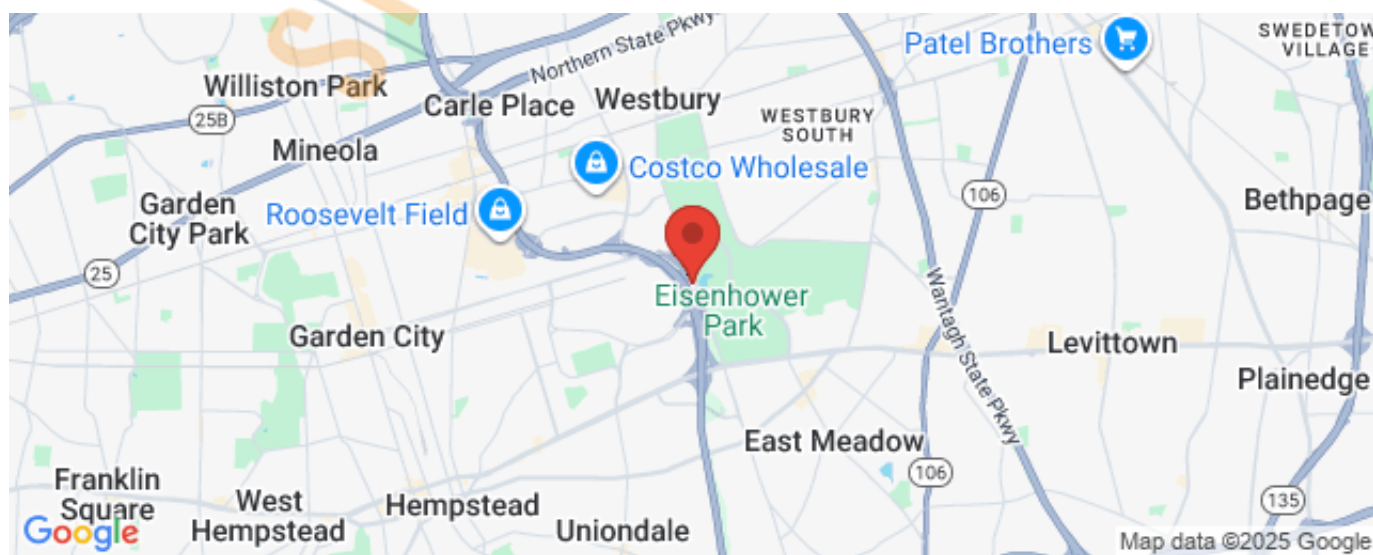 Northern State Pkwy
Patel Brothers
SWEDETOW
VILLAGE
Williston Park
Carle Place
Westbury
25B
WESTBURY
SOUTH
Mineola
Costco Wholesale
106
Bethpage
Garden
City Park
Roosevelt Field
25
Wantagh State Pkwy
Eisenhower
Park
Garden City
Levittown
Plainedge
East Meadow
106
Franklin
Square
West
Hempstead
Hempstead
Uniondale
135
Google
Map data ©2025 Google